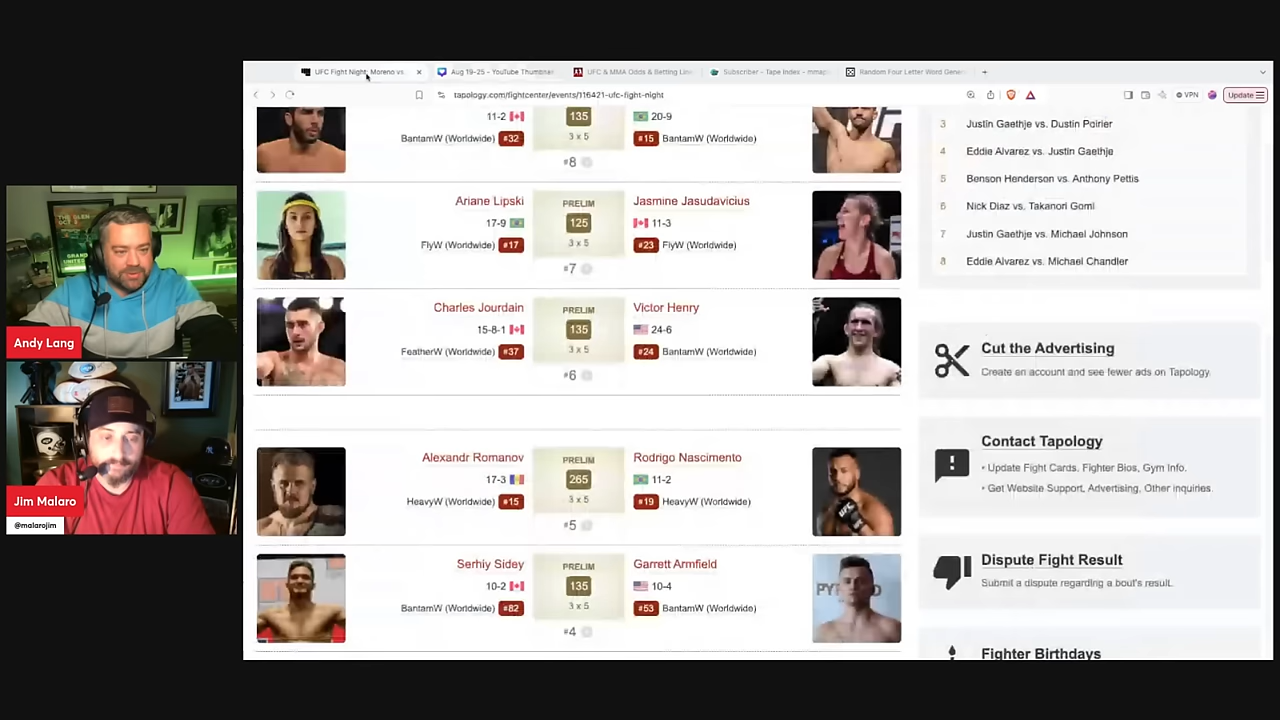 UFC Fight Night: Moreno vs.
Aug 19-25 - YouTube Thumbn
UFC & MMA Odds & Betting Lin
Subscriber - Tape Index - mmap
Random Four Letter Word Gene
tapology.com/fightcenter/events/116421-ufc-fight-night
VPN
Update
11-2
135
20-9
BantamW (Worldwide) #32
3 x 5
#15 BantamW (Worldwide)
#8
Ariane Lipski
PRELIM
Jasmine Jasudavicius
17-9
125
11-3
FlyW (Worldwide) #17
3 x 5
#23 FlyW (Worldwide)
#7
Charles Jourdain
PRELIM
Victor Henry
15-8-1
135
24-6
FeatherW (Worldwide) #37
3 x 5
#24 BantamW (Worldwide)
#6
Alexandr Romanov
PRELIM
Rodrigo Nascimento
17-3
265
11-2
HeavyW (Worldwide) #15
3 x 5
#19 HeavyW (Worldwide)
#5
Serhiy Sidey
PRELIM
Garrett Armfield
10-2
135
10-4
BantamW (Worldwide) #82
3 x 5
#53 BantamW (Worldwide)
#4
3 Justin Gaethje vs. Dustin Poirier
4 Eddie Alvarez vs. Justin Gaethje
5 Benson Henderson vs. Anthony Pettis
6 Nick Diaz vs. Takanori Gomi
7 Justin Gaethje vs. Michael Johnson
8 Eddie Alvarez vs. Michael Chandler
Cut the Advertising
Create an account and see fewer ads on Tapology.
Contact Tapology
• Update Fight Cards, Fighter Bios, Gym Info.
• Get Website Support, Advertising, Other inquiries.
Dispute Fight Result
Submit a dispute regarding a bout's result.
Fighter Birthdays
Andy Lang
Jim Malaro
@malarojim